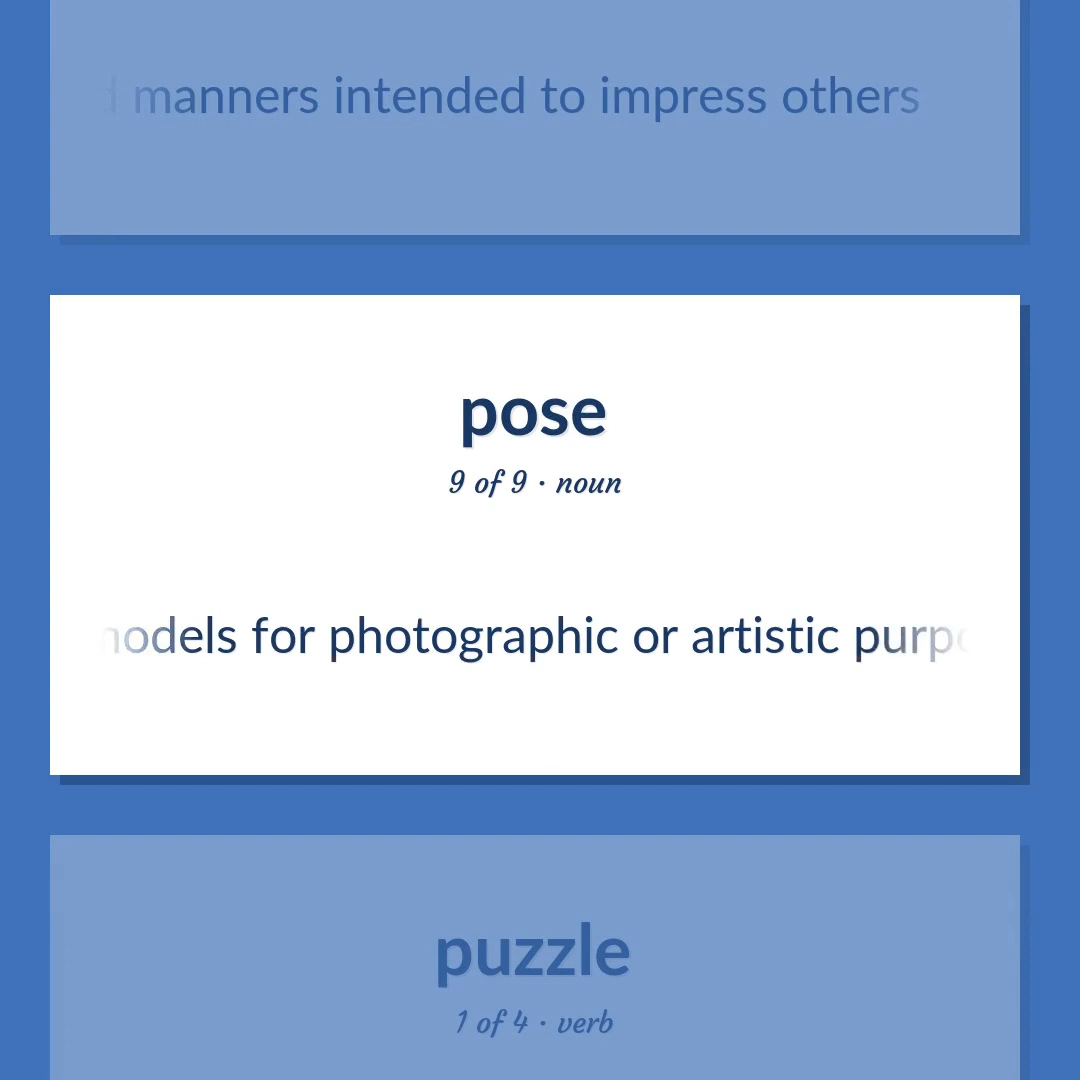 manners intended to impress others
pose
9 of 9 · noun
for photographic or artistic
puzzle
1 of 4 · verb